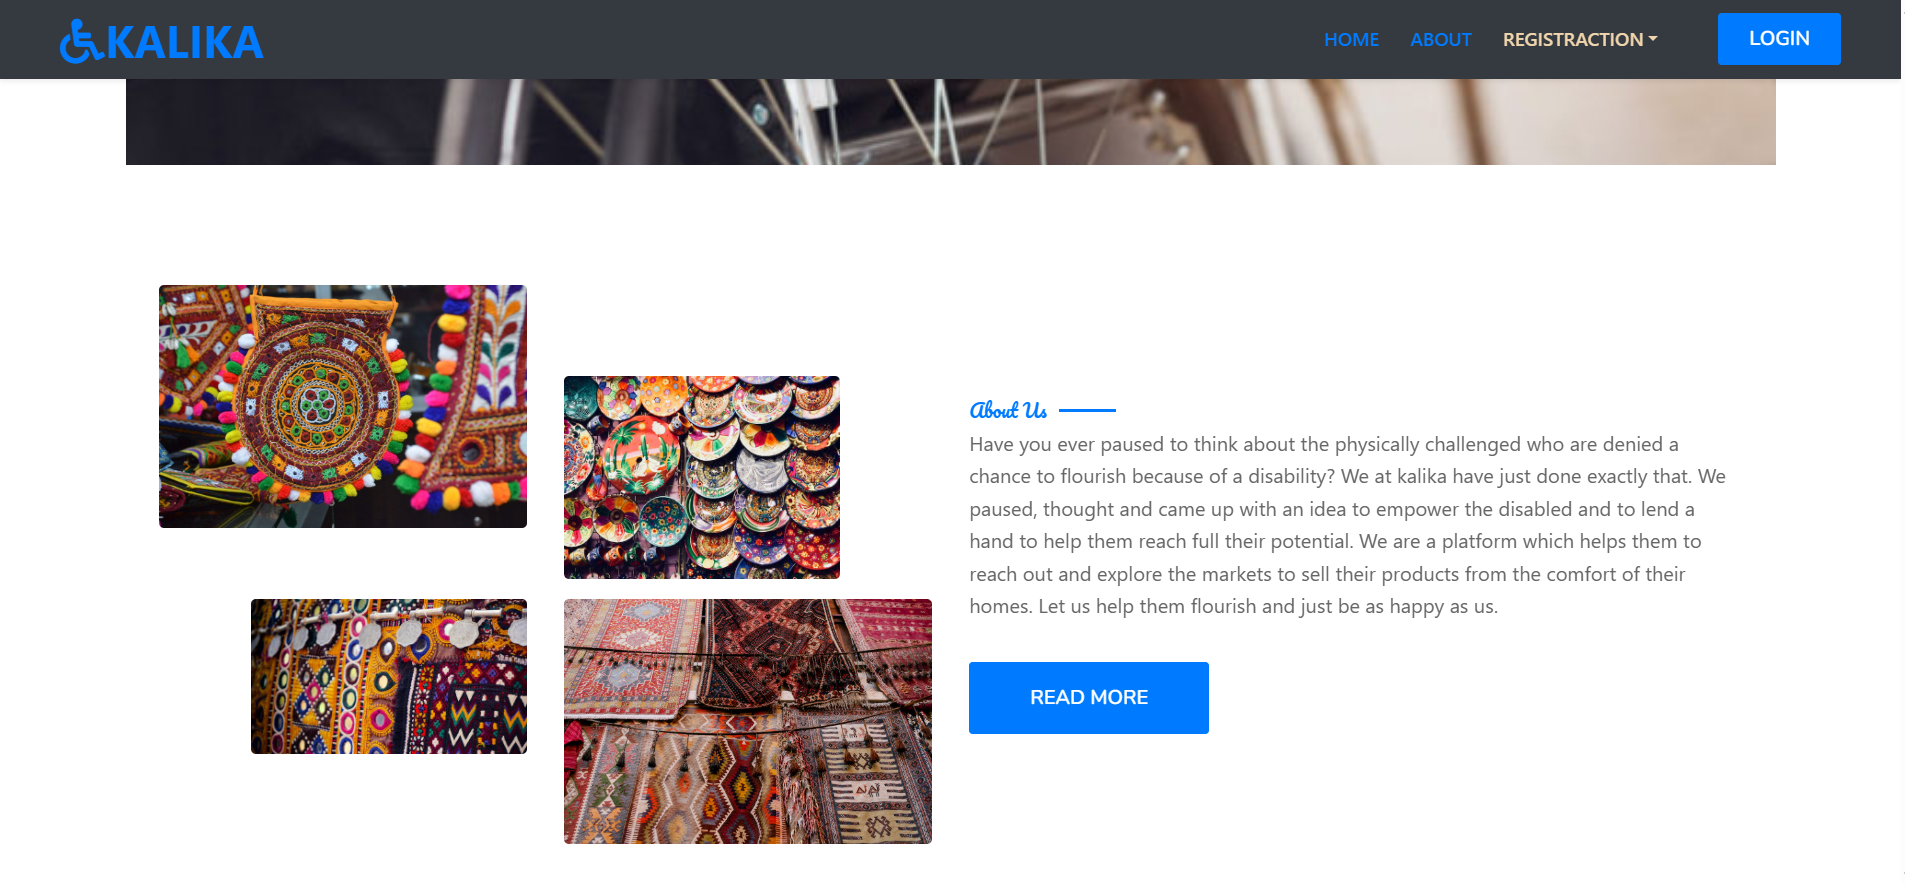 KALIKA
HOME
ABOUT
REGISTRACTION
LOGIN
About Us
Have you ever paused to think about the physically challenged who are denied a
chance to flourish because of a disability? We at kalika have just done exactly that. We
paused, thought and came up with an idea to empower the disabled and to lend a
hand to help them reach full their potential. We are a platform which helps them to
reach out and explore the markets to sell their products from the comfort of their
homes. Let us help them flourish and just be as happy as us.
READ MORE